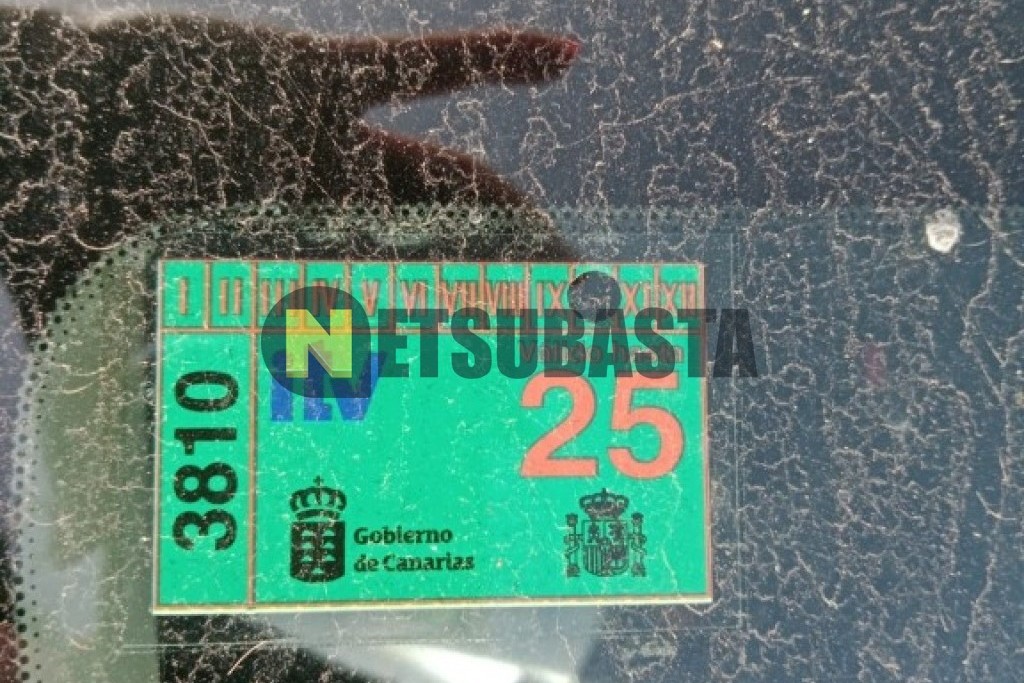 I II III IV V VI VII VIII IX XI XII
NETSUBASTA
3810
ITV
25
Gobierno
de Canarias